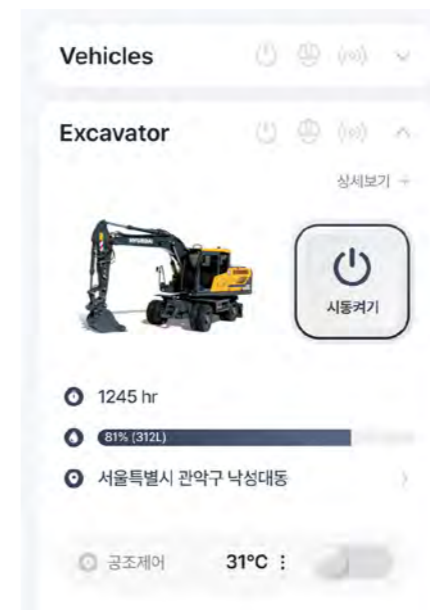 Vehicles
Excavator
상세보기 +
HYUNDAI
시동켜기
1245 hr
81% (312L)
서울특별시 관악구 낙성대동
공조제어 31°C